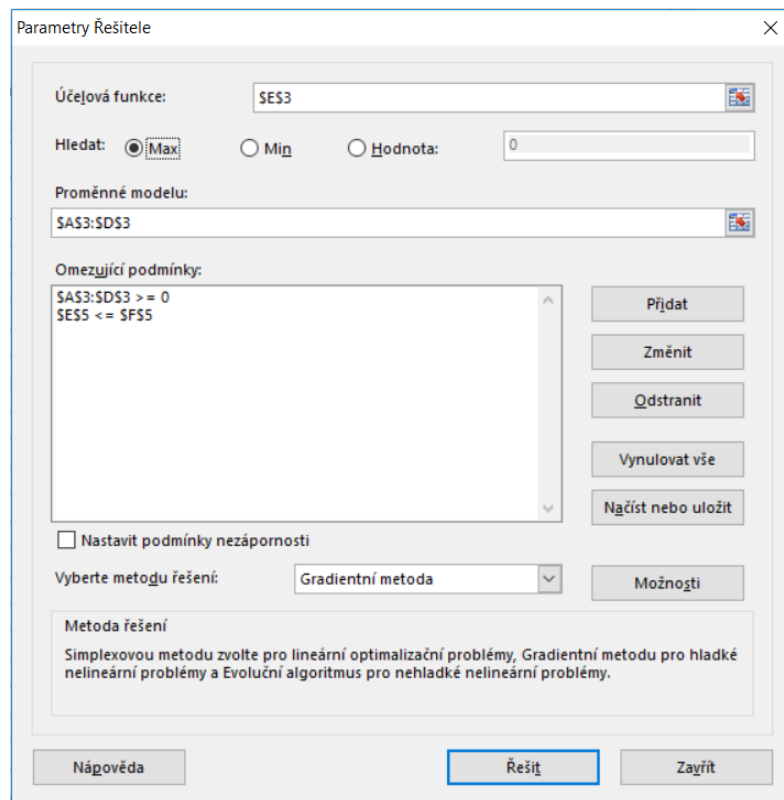 Parametry Řešitele
Účelová funkce:
$E$3
Hledat:
Max
Min
Hodnota:
0
Proměnné modelu:
$A$3:$D$3
Omezující podmínky:
$A$3:$D$3 >= 0
$E$5 <= $F$5
Přidat
Změnit
Odstranit
Vynulovat vše
Načíst nebo uložit
Nastavit podmínky nezápornosti
Vyberte metodu řešení:
Gradientní metoda
Možnosti
Metoda řešení
Simplexovou metodu zvolte pro lineární optimalizační problémy, Gradientní metodu pro hladké
nelineární problémy a Evoluční algoritmus pro nehladké nelineární problémy.
Nápověda
Řešit
Zavřít